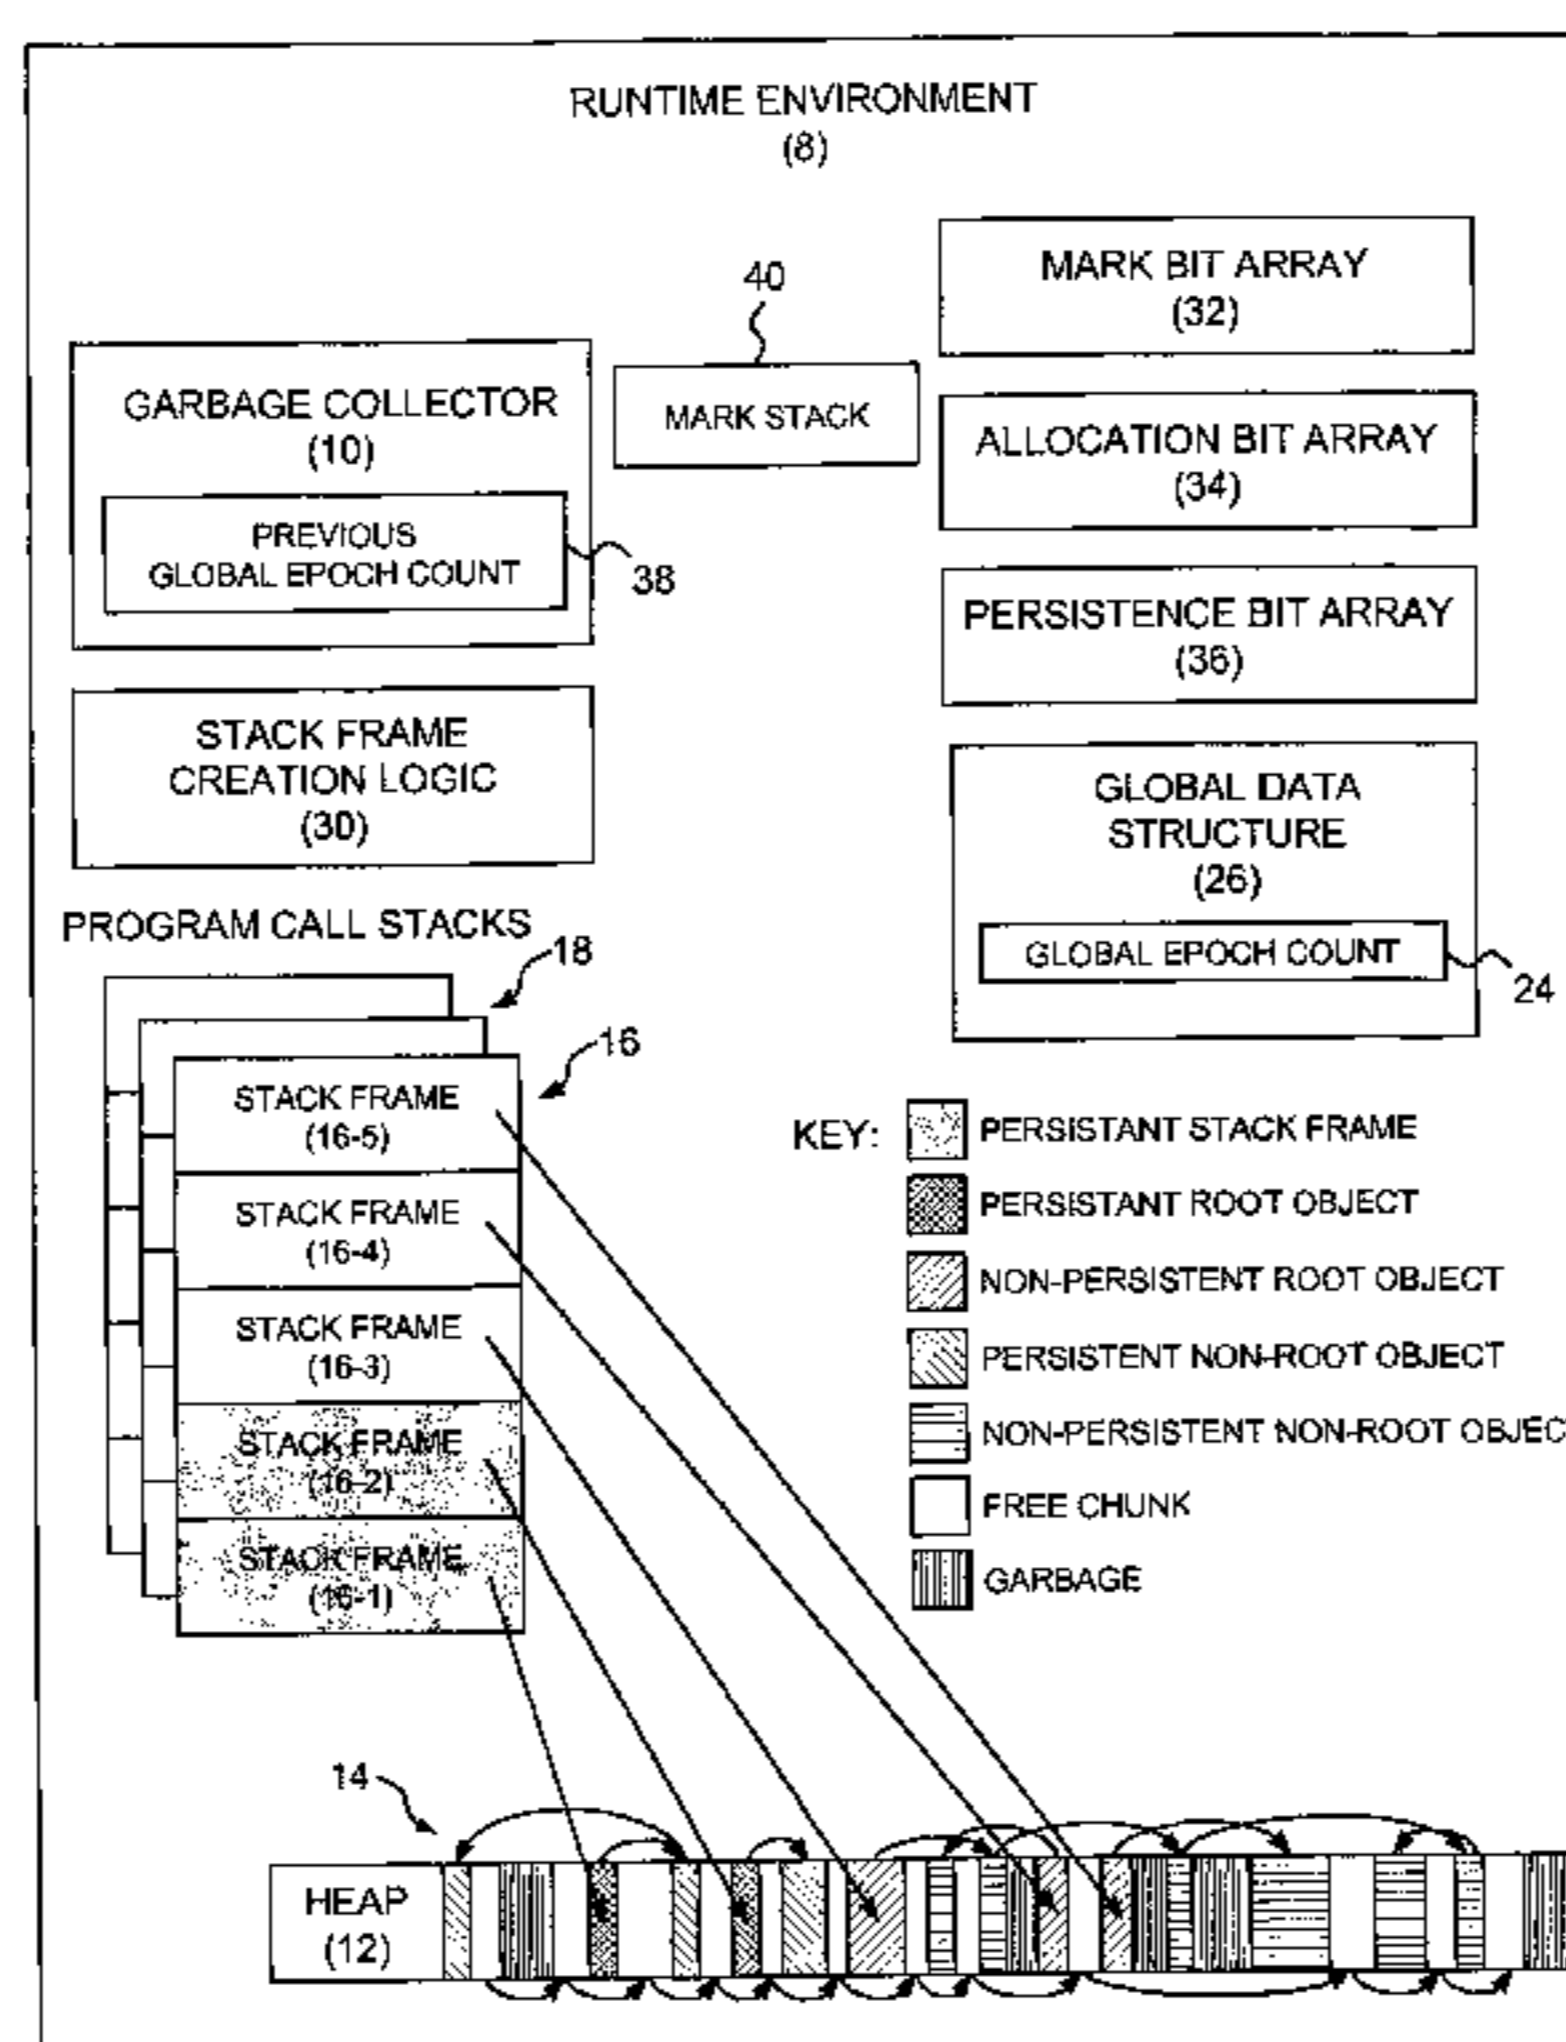 RUNTIME ENVIRONMENT
(8)
MARK BIT ARRAY
(32)
40
MARK STACK
GARBAGE COLLECTOR
(10)
PREVIOUS
GLOBAL EPOCH COUNT
38
ALLOCATION BIT ARRAY
(34)
PERSISTENCE BIT ARRAY
(36)
STACK FRAME
CREATION LOGIC
(30)
GLOBAL DATA
STRUCTURE
(26)
GLOBAL EPOCH COUNT
24
PROGRAM CALL STACKS
18
16
STACK FRAME
(16-5)
STACK FRAME
(16-4)
STACK FRAME
(16-3)
STACK FRAME
(16-2)
STACK FRAME
(16-1)
KEY:
PERSISTANT STACK FRAME
PERSISTANT ROOT OBJECT
NON-PERSISTENT ROOT OBJECT
PERSISTENT NON-ROOT OBJECT
NON-PERSISTENT NON-ROOT OBJEC
FREE CHUNK
GARBAGE
14
HEAP
(12)